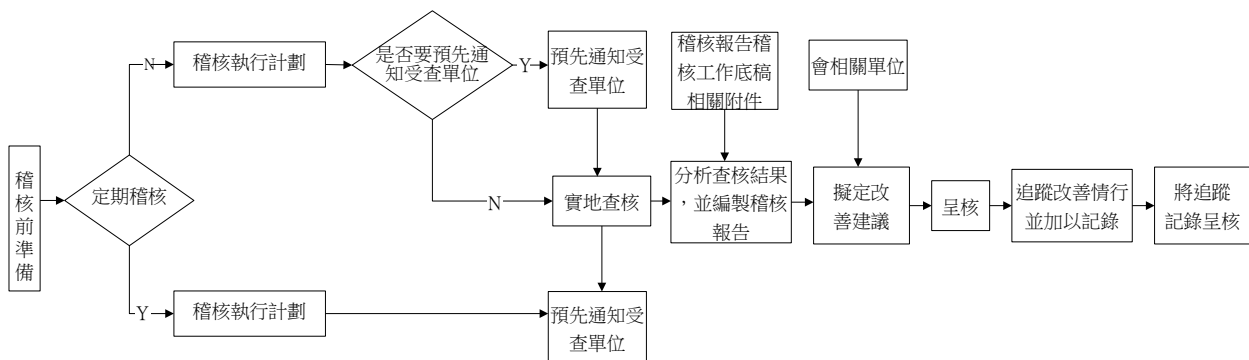 稽核前準備
定期稽核
N
稽核執行計劃
是否要預先通
知受查單位
Y
預先通知受
查單位
N
稽核報告稽
核工作底稿
相關附件
會相關單位
實地查核
分析查核結果
，並編製稽核
報告
擬定改
善建議
呈核
追蹤改善情行
並加以記錄
將追蹤
記錄呈核
Y
稽核執行計劃
預先通知受
查單位